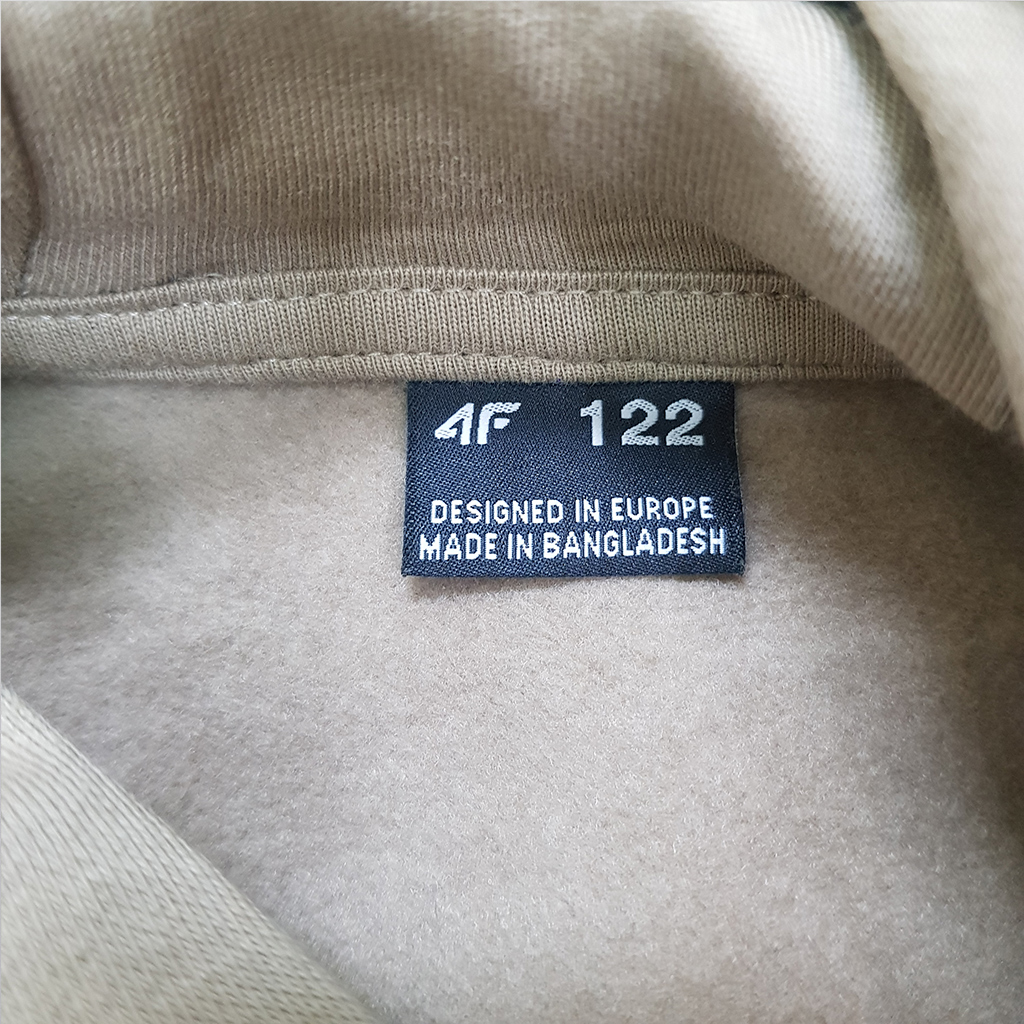 4F 122
DESIGNED IN EUROPE
MADE IN BANGLADESH